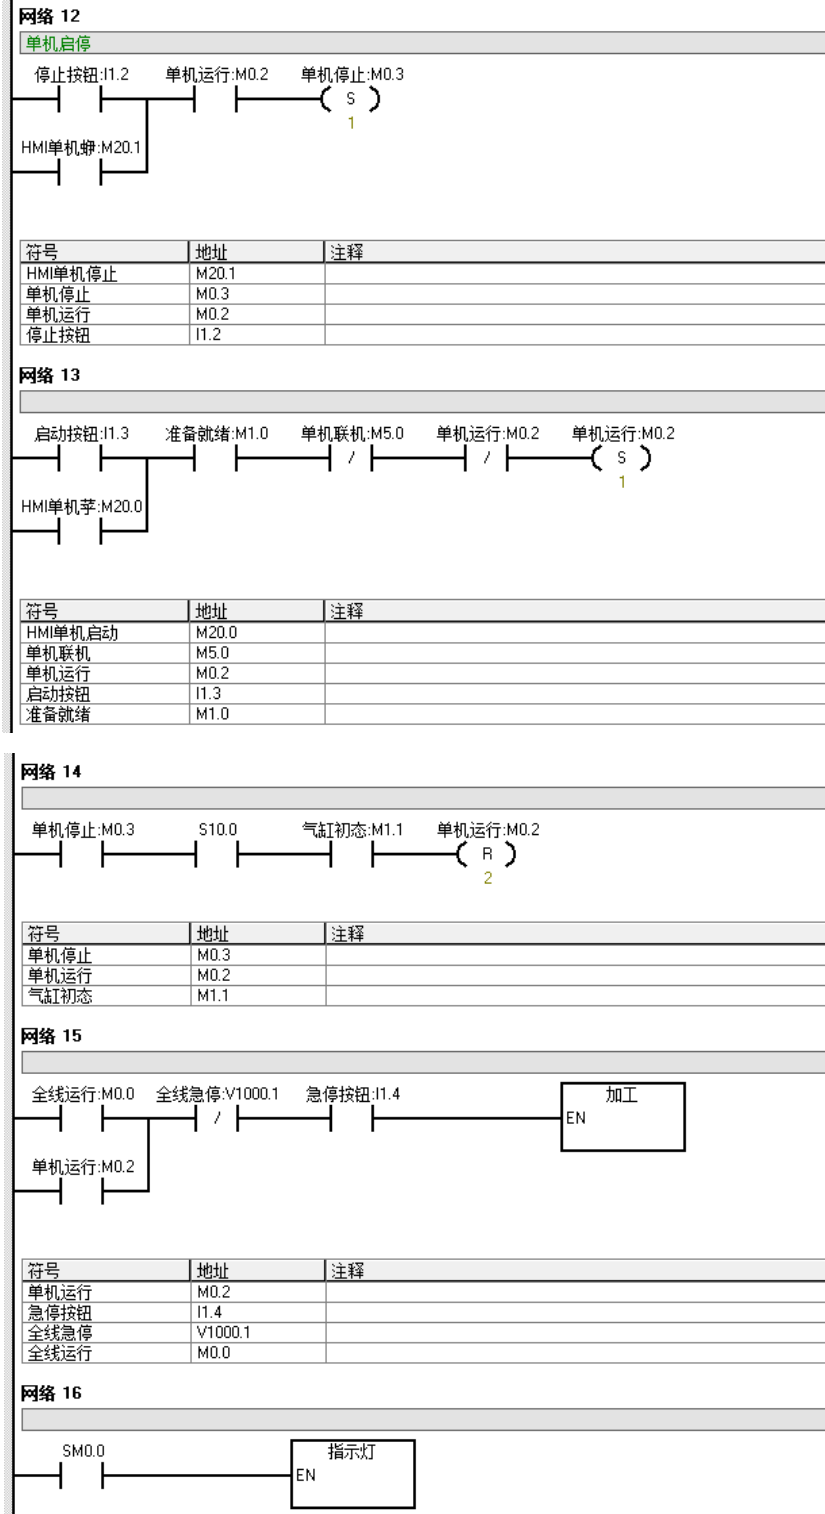 网络 12
单机启停
停止按钮:I1.2 单机运行:M0.2 单机停止:M0.3
S
1
HMI单机蛜:M20.1
符号 地址 注释
HMI单机停止 M20.1
单机停止 M0.3
单机运行 M0.2
停止按钮 I1.2
网络 13
启动按钮:I1.3 准备就绪:M1.0 单机联机:M5.0 单机运行:M0.2 单机运行:M0.2
/ / S
1
HMI单机苹:M20.0
符号 地址 注释
HMI单机启动 M20.0
单机联机 M5.0
单机运行 M0.2
启动按钮 I1.3
准备就绪 M1.0
网络 14
单机停止:M0.3 S10.0 气缸初态:M1.1 单机运行:M0.2
R
2
符号 地址 注释
单机停止 M0.3
单机运行 M0.2
气缸初态 M1.1
网络 15
全线运行:M0.0 全线急停:V1000.1 急停按钮:I1.4 加工
/ EN
单机运行:M0.2
符号 地址 注释
单机运行 M0.2
急停按钮 I1.4
全线急停 V1000.1
全线运行 M0.0
网络 16
SM0.0 指示灯
EN